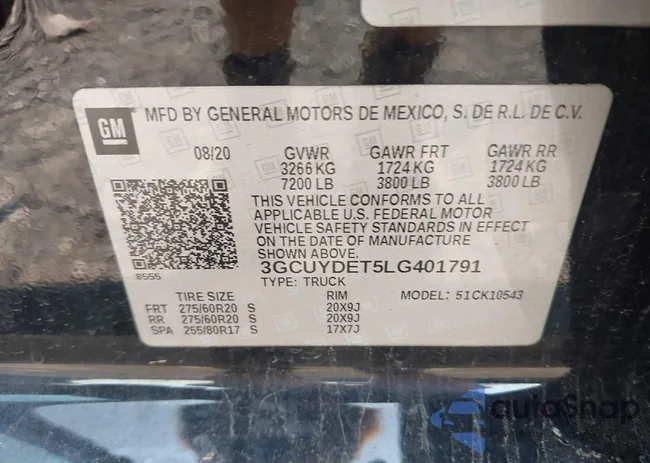 GM
MFD BY GENERAL MOTORS DE MEXICO, S. DE R.L. DE C.V.
08/20 GVWR GAWR FRT GAWR RR
3266 KG 1724 KG 1724 KG
7200 LB 3800 LB 3800 LB
THIS VEHICLE CONFORMS TO ALL
APPLICABLE U.S. FEDERAL MOTOR
VEHICLE SAFETY STANDARDS IN EFFECT
ON THE DATE OF MANUFACTURE
SHOWN ABOVE.
8555 3GCUYDET5LG401791
TYPE: TRUCK MODEL: 51CK10543
TIRE SIZE RIM
FRT 275/60R20 S 20X9J
RR 275/60R20 S 20X9J
SPA 255/80R17 S 17X7J
autoSnap